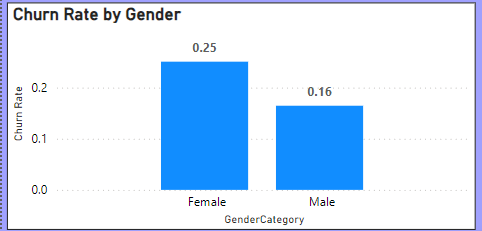 Churn Rate by Gender
0.25
0.16
0.2
0.1
0.0
Churn Rate
Female Male
GenderCategory